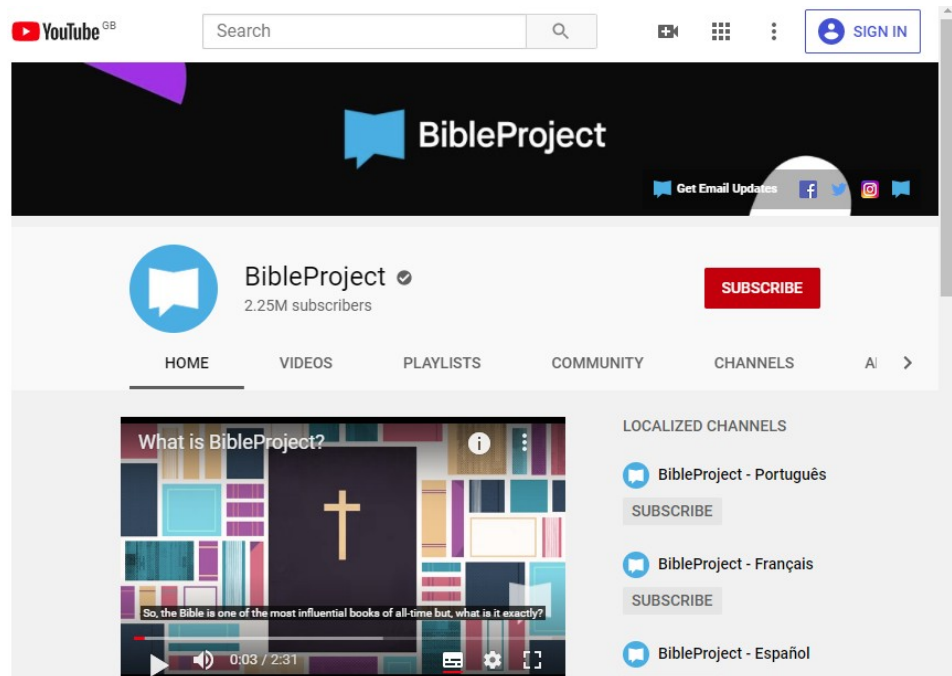 YouTube GB
Search
SIGN IN
BibleProject
Get Email Updates
BibleProject
2.25M subscribers
SUBSCRIBE
HOME VIDEOS PLAYLISTS COMMUNITY CHANNELS
What is BibleProject?
So, the Bible is one of the most influential books of all-time but, what is it exactly?
0:03 / 2:31
LOCALIZED CHANNELS
BibleProject - Português
SUBSCRIBE
BibleProject - Français
SUBSCRIBE
BibleProject - Español